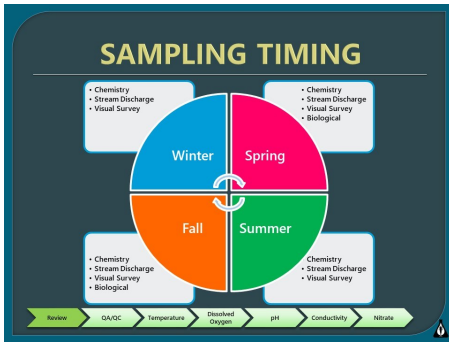 SAMPLING TIMING
• Chemistry
• Stream Discharge
• Visual Survey
• Chemistry
• Stream Discharge
• Visual Survey
• Biological
Winter
Spring
Fall
Summer
• Chemistry
• Stream Discharge
• Visual Survey
• Biological
Chemistry
• Stream Discharge
• Visual Survey
Review
QA/QC
Temperature
Dissolved
Oxygen
pH
Conductivity
Nitrate